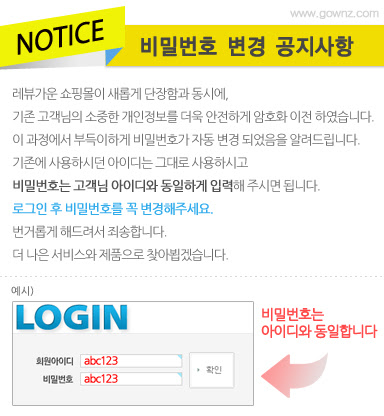 www.gownz.com
NOTICE
비밀번호 변경 공지사항
레뷰가운 쇼핑몰이 새롭게 단장함과 동시에,
기존 고객님의 소중한 개인정보를 더욱 안전하게 암호화 이전 하였습니다.
이 과정에서 부득이하게 비밀번호가 자동 변경 되었음을 알려드립니다.
기존에 사용하시던 아이디는 그대로 사용하시고
비밀번호는 고객님 아이디와 동일하게 입력해 주시면 됩니다.
로그인 후 비밀번호를 꼭 변경해주세요.
번거롭게 해드려서 죄송합니다.
더 나은 서비스와 제품으로 찾아뵙겠습니다.
예시)
LOGIN
회원아이디 abc123
비밀번호 abc123
확인
비밀번호는
아이디와 동일합니다